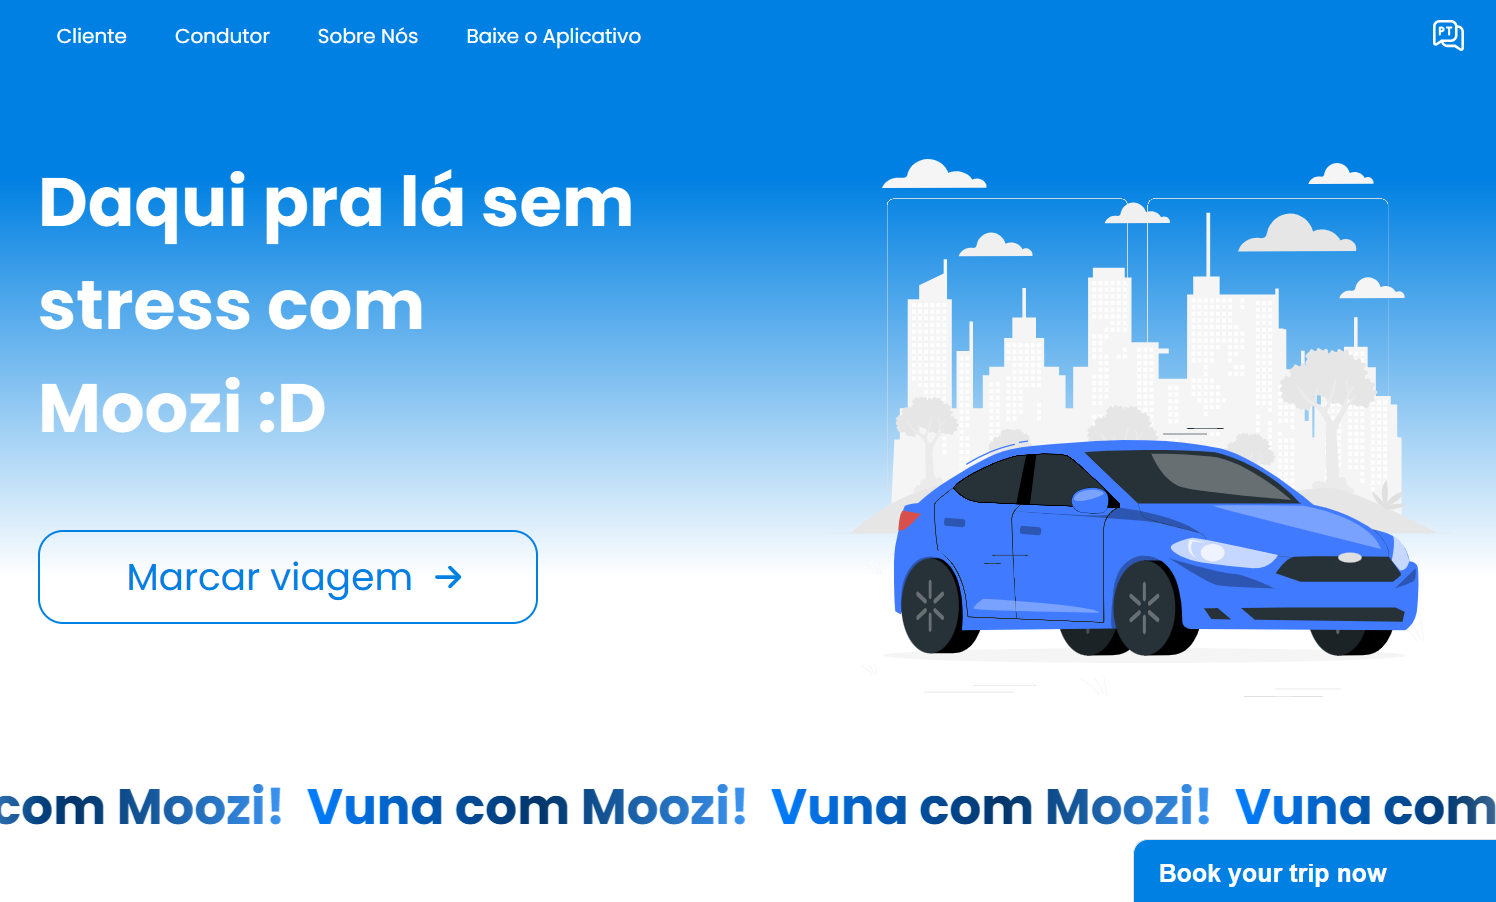 Cliente Condutor Sobre Nós Baixe o Aplicativo
PT
Daqui pra lá sem
stress com
Moozi :D
Marcar viagem →
com Moozi! Vuna com Moozi! Vuna com Moozi! Vuna com
Book your trip now